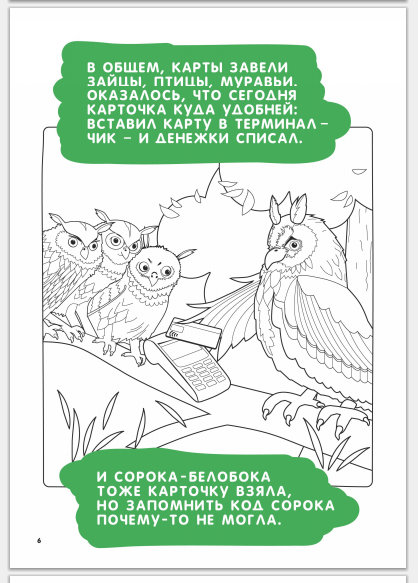 В ОБЩЕМ, КАРТЫ ЗАВЕЛИ
ЗАЙЦЫ, ПТИЦЫ, МУРАВЬИ.
ОКАЗАЛОСЬ, ЧТО СЕГОДНЯ
КАРТОЧКА КУДА УДОБНЕЙ:
ВСТАВИЛ КАРТУ В ТЕРМИНАЛ –
ЧИК – И ДЕНЕЖКИ СПИСАЛ.
И СОРОКА-БЕЛОБОКА
ТОЖЕ КАРТОЧКУ ВЗЯЛА,
НО ЗАПОМНИТЬ КОД СОРОКА
ПОЧЕМУ-ТО НЕ МОГЛА.
6